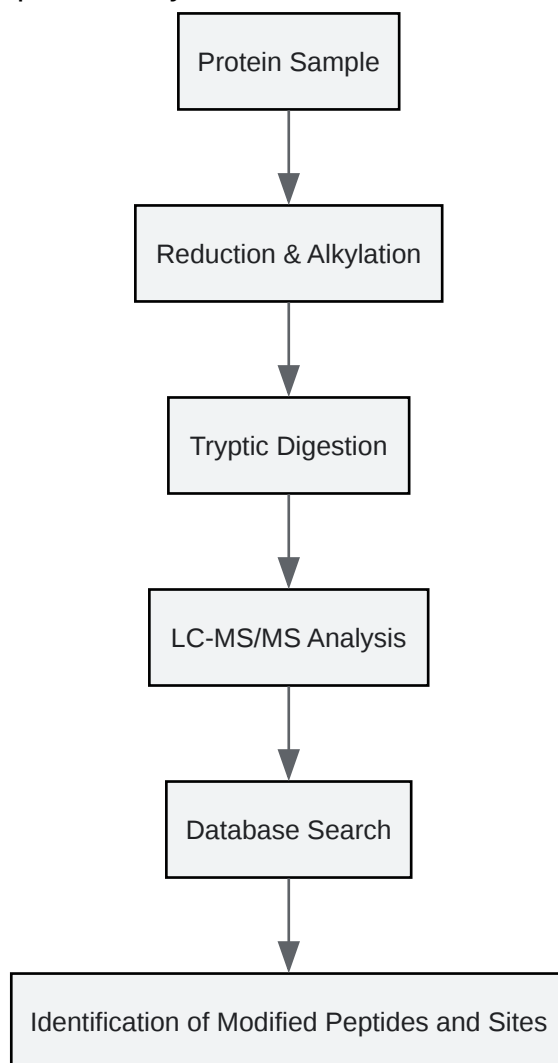 Protein Sample
Reduction & Alkylation
Tryptic Digestion
LC-MS/MS Analysis
Database Search
Identification of Modified Peptides and Sites